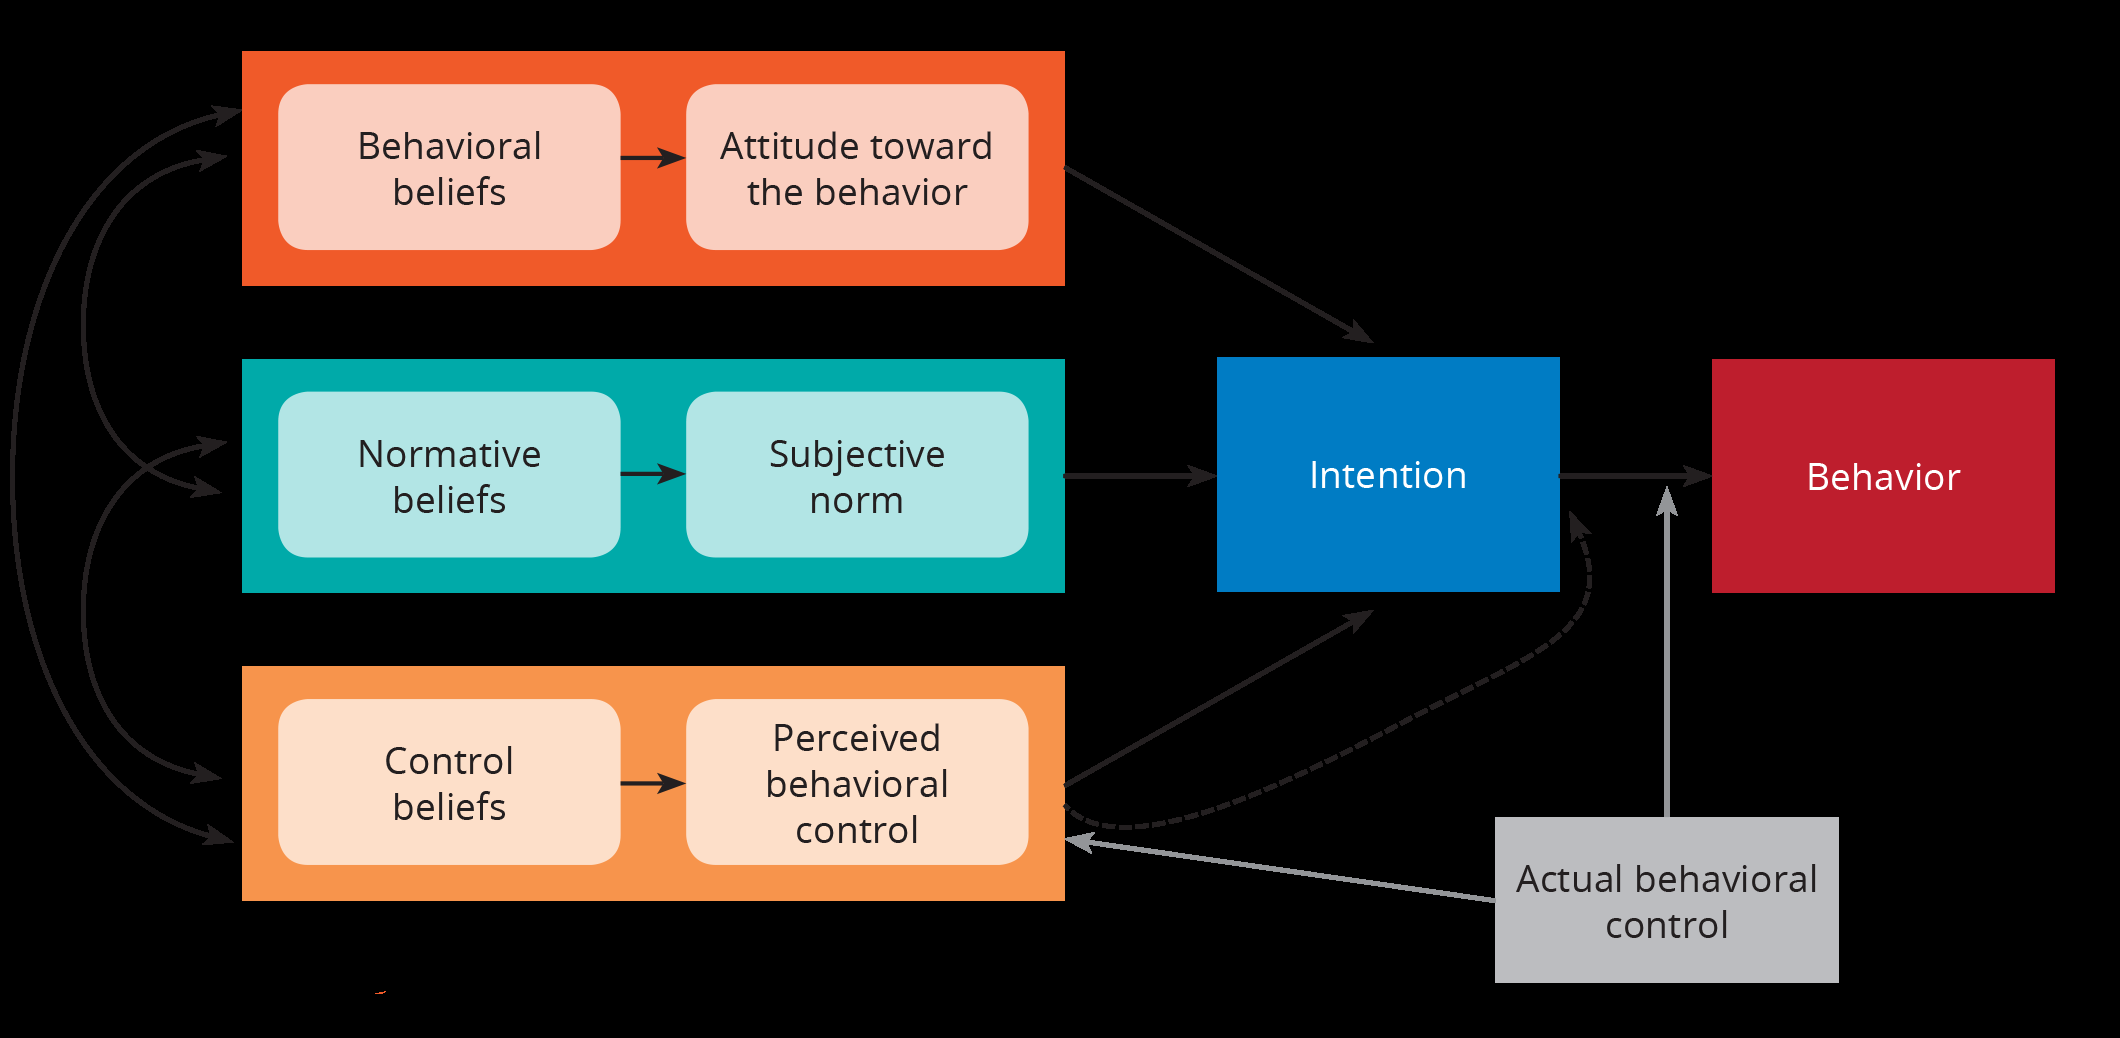 Behavioral
beliefs
Attitude toward
the behavior
Normative
beliefs
Subjective
norm
Intention
Behavior
Control
beliefs
Perceived
behavioral
control
Actual behavioral
control